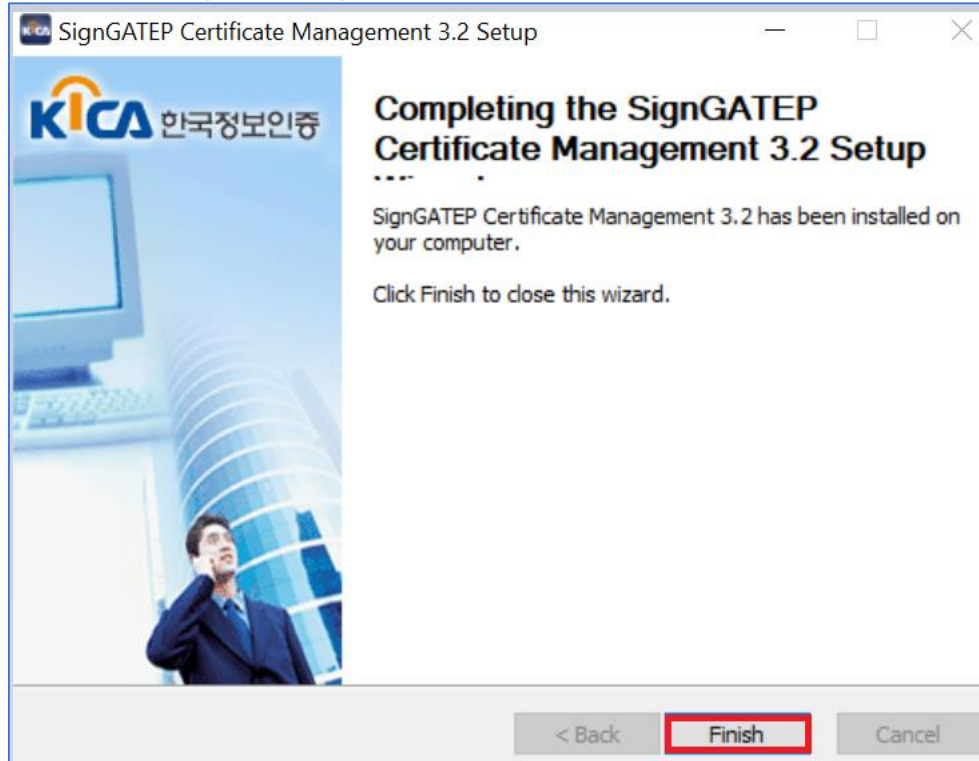 SignGATEP Certificate Management 3.2 Setup
KICA 한국정보인증
Completing the SignGATEP
Certificate Management 3.2 Setup
SignGATEP Certificate Management 3.2 has been installed on
your computer.
Click Finish to close this wizard.
< Back Finish Cancel